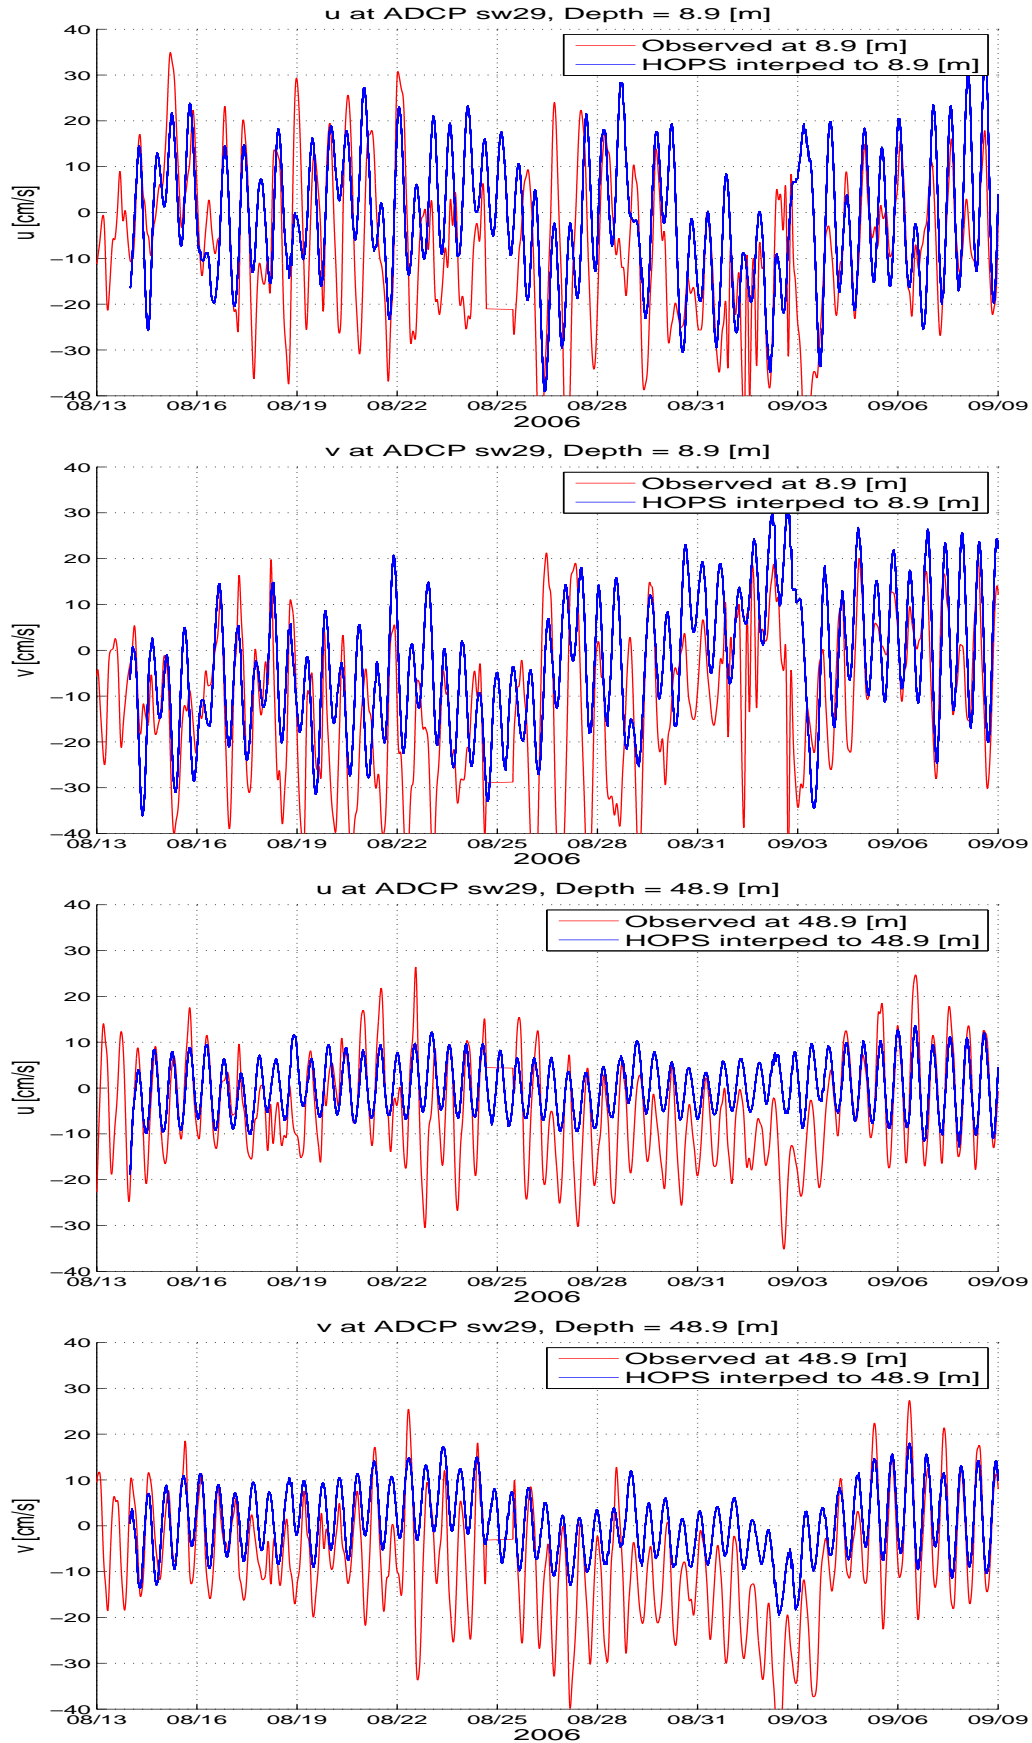 u at ADCP sw29, Depth = 8.9 [m]
40
30
20
10
0
−10
−20
−30
−40
u [cm/s]
Observed at 8.9 [m]
HOPS interped to 8.9 [m]
08/13 08/16 08/19 08/22 08/25 08/28 08/31 09/03 09/06 09/09
2006
v at ADCP sw29, Depth = 8.9 [m]
40
30
20
10
0
−10
−20
−30
−40
v [cm/s]
Observed at 8.9 [m]
HOPS interped to 8.9 [m]
08/13 08/16 08/19 08/22 08/25 08/28 08/31 09/03 09/06 09/09
2006
u at ADCP sw29, Depth = 48.9 [m]
40
30
20
10
0
−10
−20
−30
−40
u [cm/s]
Observed at 48.9 [m]
HOPS interped to 48.9 [m]
08/13 08/16 08/19 08/22 08/25 08/28 08/31 09/03 09/06 09/09
2006
v at ADCP sw29, Depth = 48.9 [m]
40
30
20
10
0
−10
−20
−30
−40
v [cm/s]
Observed at 48.9 [m]
HOPS interped to 48.9 [m]
08/13 08/16 08/19 08/22 08/25 08/28 08/31 09/03 09/06 09/09
2006